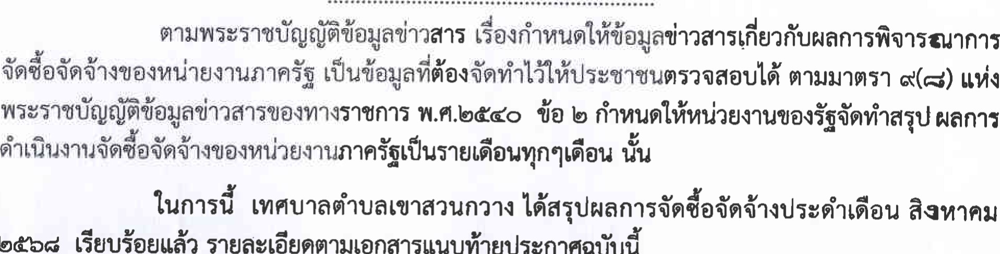 ตามพระราชบัญญัติข้อมูลข่าวสาร เรื่องกำหนดให้ข้อมูลข่าวสารเกี่ยวกับผลการพิจารณาการ
จัดซื้อจัดจ้างของหน่วยงานภาครัฐ เป็นข้อมูลที่ต้องจัดทำไว้ให้ประชาชนตรวจสอบได้ ตามมาตรา ๙(๘) แห่ง
พระราชบัญญัติข้อมูลข่าวสารของทางราชการ พ.ศ.๒๕๔๐ ข้อ ๒ กำหนดให้หน่วยงานของรัฐจัดทำสรุป ผลการ
ดำเนินงานจัดซื้อจัดจ้างของหน่วยงานภาครัฐเป็นรายเดือนทุกๆเดือน นั้น
ในการนี้ เทศบาลตำบลเขาสวนกวาง ได้สรุปผลการจัดซื้อจัดจ้างประดำเดือน สิงหาคม
๒๕๖๘ เรียบร้อยแล้ว รายละเอียดตามเอกสารแนบท้ายประกาศฉบับนี้